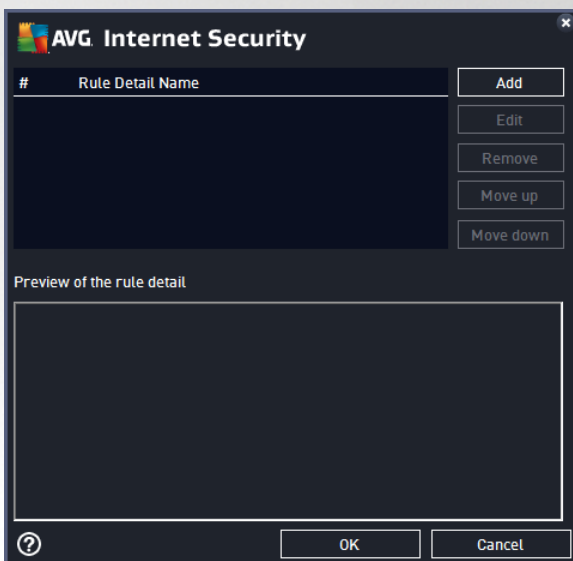 AVG. Internet Security
# Rule Detail Name
Add
Edit
Remove
Move up
Move down
Preview of the rule detail
? OK Cancel